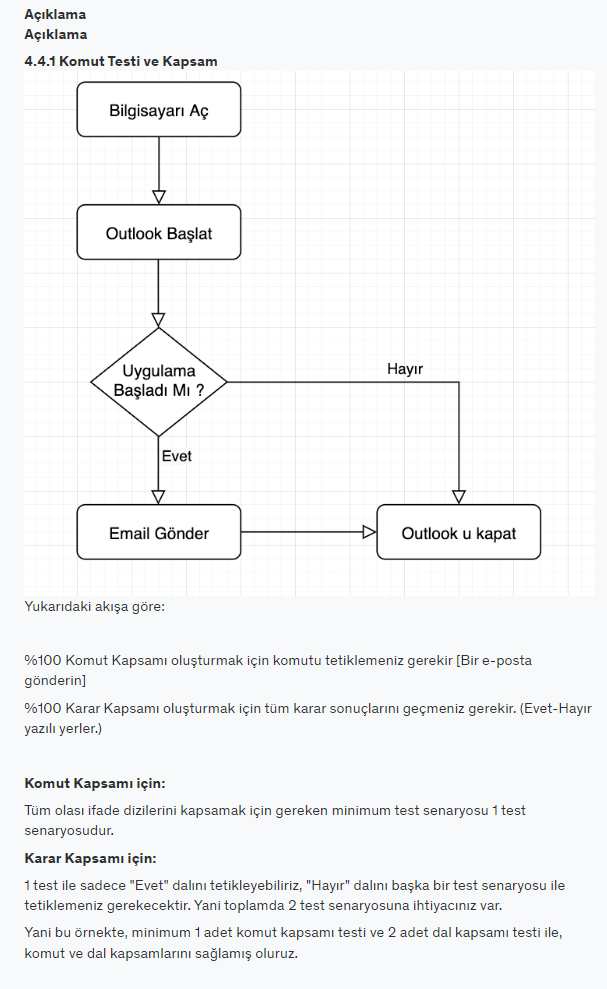 Açıklama
Açıklama
4.4.1 Komut Testi ve Kapsam
Bilgisayarı Aç
Outlook Başlat
Uygulama
Başladı Mı ?
Hayır
Evet
Email Gönder
Outlook u kapat
Yukarıdaki akışa göre:
%100 Komut Kapsamı oluşturmak için komutu tetiklemeniz gerekir [Bir e-posta
gönderin]
%100 Karar Kapsamı oluşturmak için tüm karar sonuçlarını geçmeniz gerekir. (Evet-Hayır
yazılı yerler.)
Komut Kapsamı için:
Tüm olası ifade dizilerini kapsamak için gereken minimum test senaryosu 1 test
senaryosudur.
Karar Kapsamı için:
1 test ile sadece "Evet" dalını tetikleyebiliriz, "Hayır" dalını başka bir test senaryosu ile
tetiklemeniz gerekecektir. Yani toplamda 2 test senaryosuna ihtiyacınız var.
Yani bu örnekte, minimum 1 adet komut kapsamı testi ve 2 adet dal kapsamı testi ile,
komut ve dal kapsamlarını sağlamış oluruz.